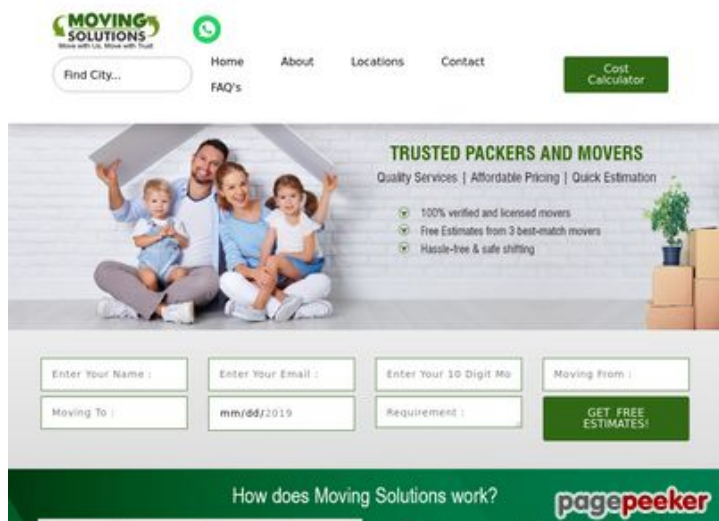 MOVING
SOLUTIONS
Move with Us, Move with Trust
Find City...
Home
About
Locations
Contact
FAQ's
Cost
Calculator
TRUSTED PACKERS AND MOVERS
Quality Services | Affordable Pricing | Quick Estimation
100% verified and licensed movers
Free Estimates from 3 best-match movers
Hassle-free & safe shifting
Enter Your Name :
Enter Your Email :
Enter Your 10 Digit Mo
Moving From :
Moving To :
mm/dd/2019
Requirement :
GET FREE
ESTIMATES!
How does Moving Solutions work?
pagepeeker